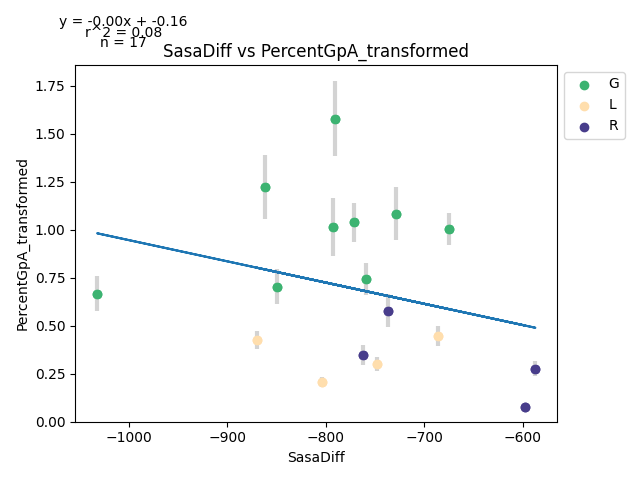 y = -0.00x + -0.16
r^2 = 0.08
n = 17
SasaDiff vs PercentGpA_transformed
1.75
1.50
1.25
1.00
0.75
0.50
0.25
0.00
PercentGpA_transformed
−1000
−900
−800
−700
−600
SasaDiff
G
L
R